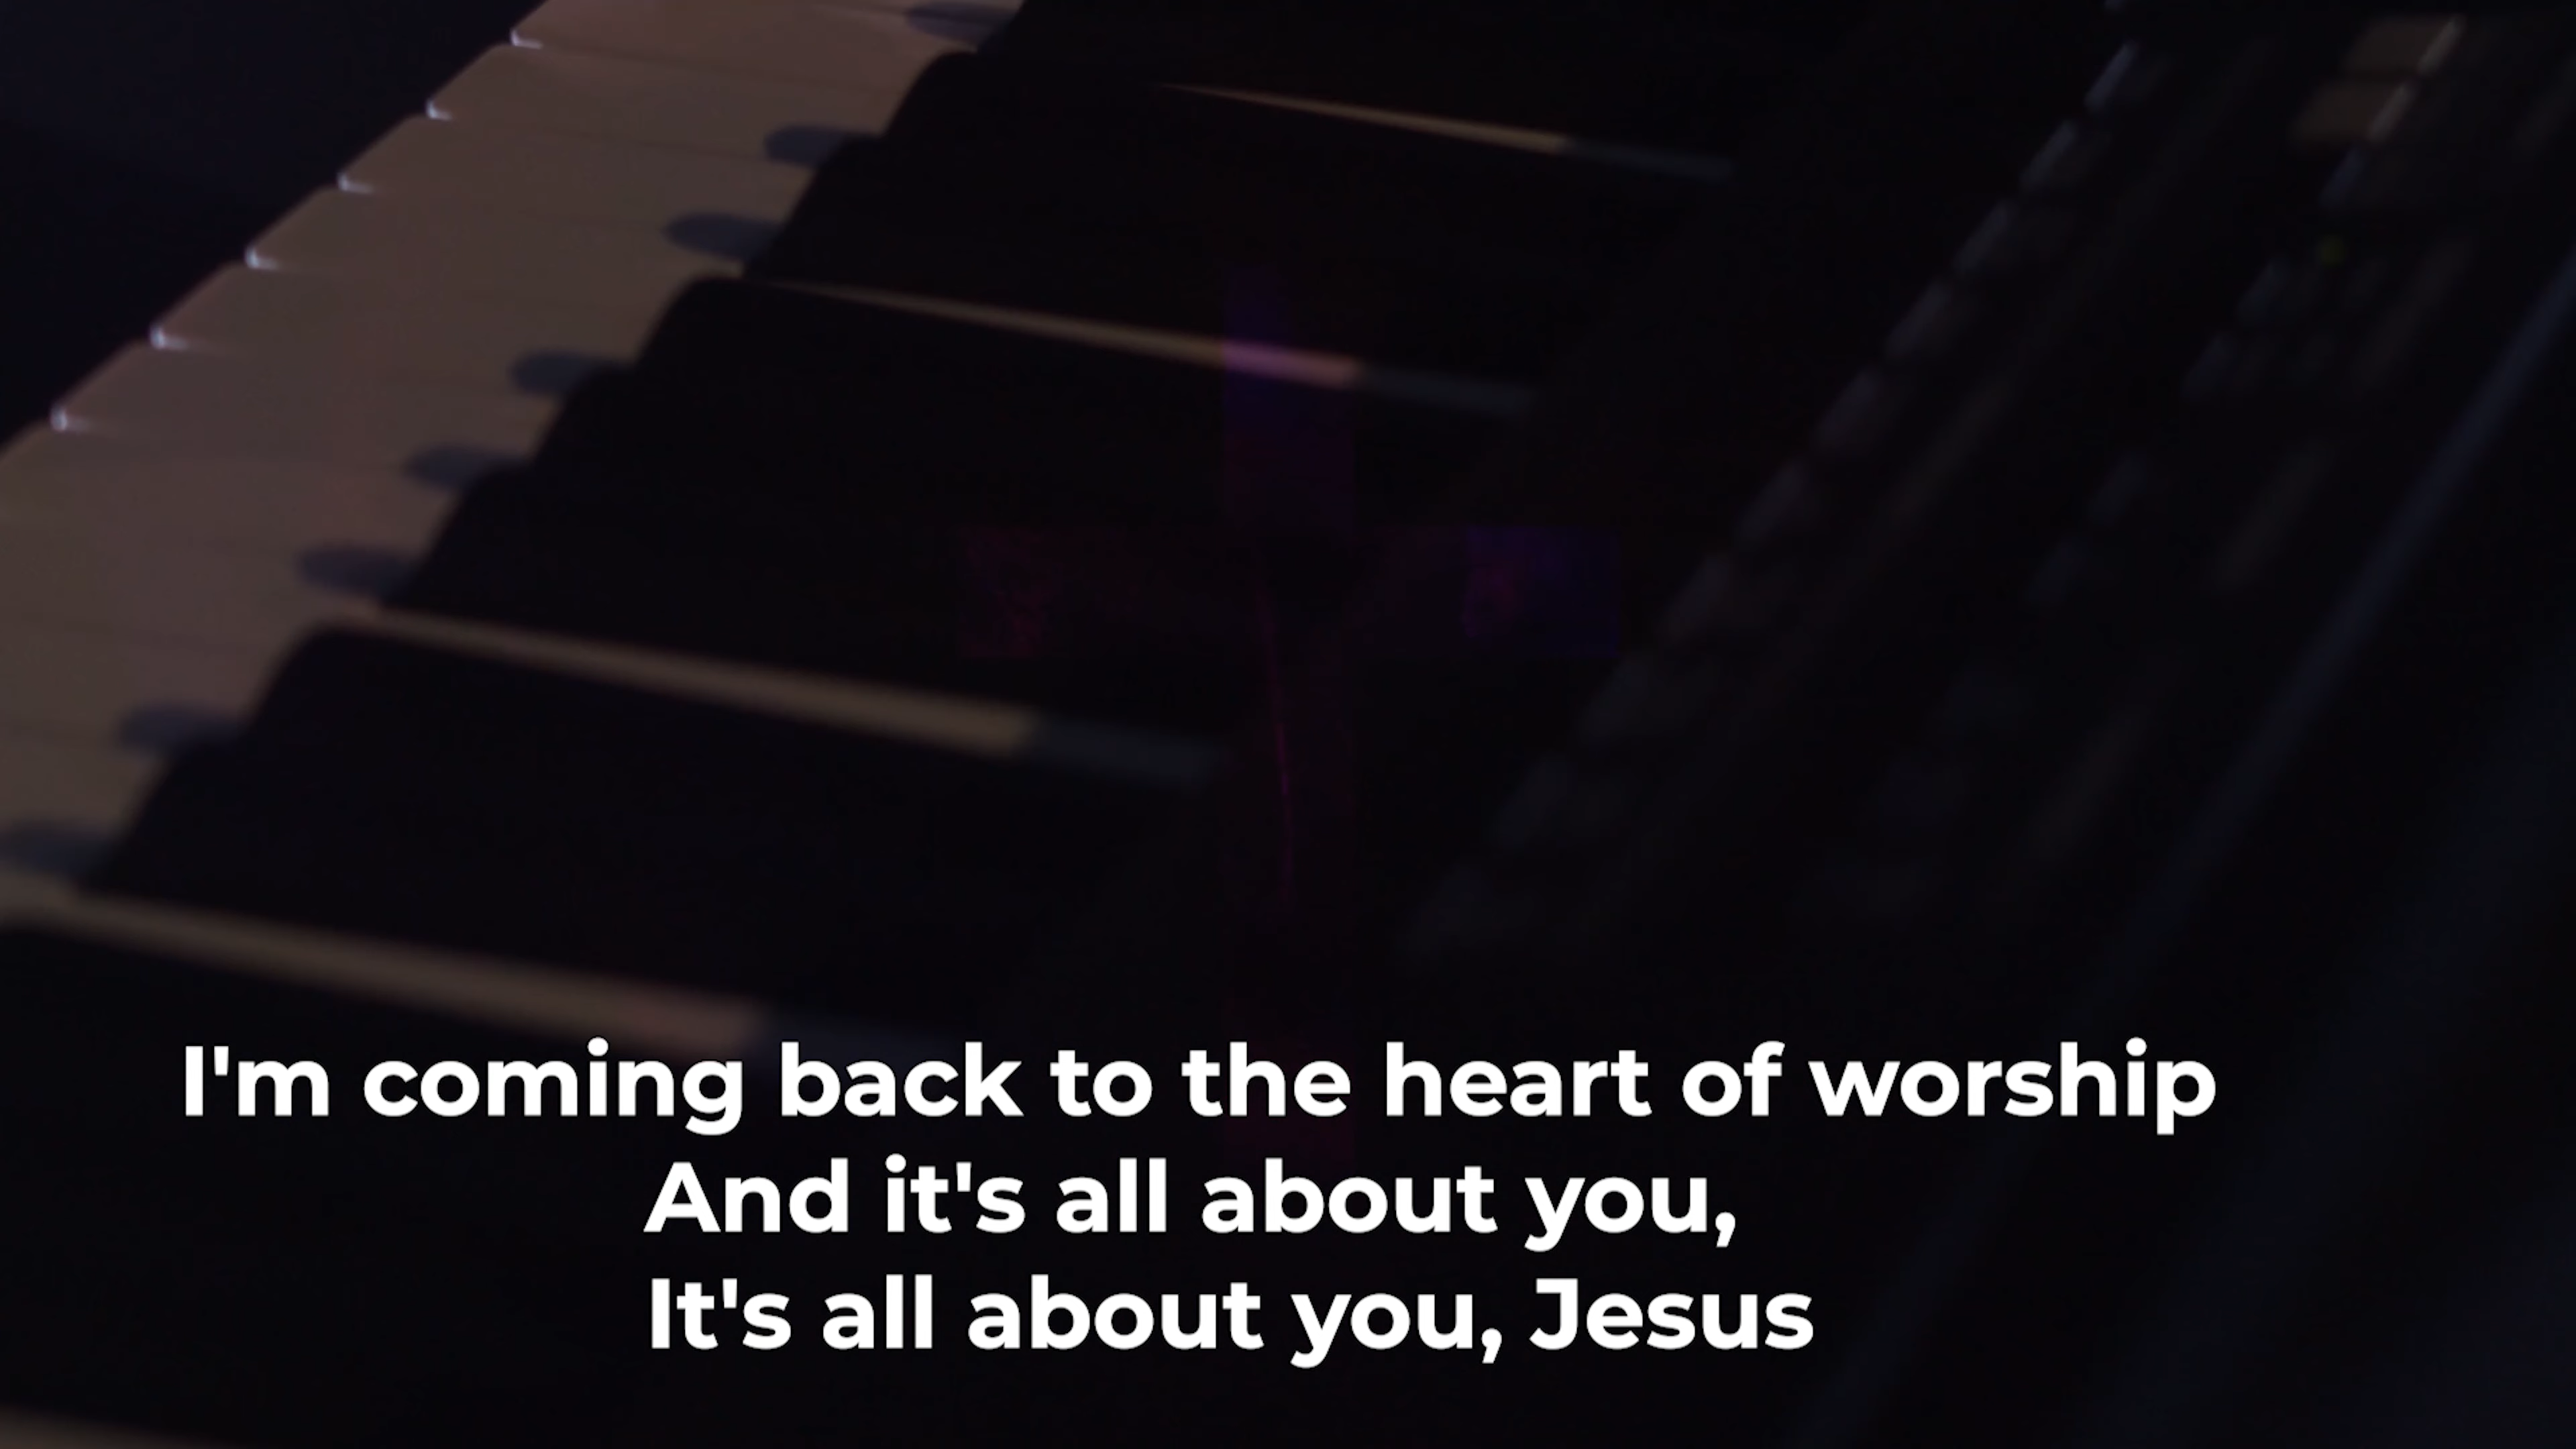 I'm coming back to the heart of worship
And it's all about you,
It's all about you, Jesus